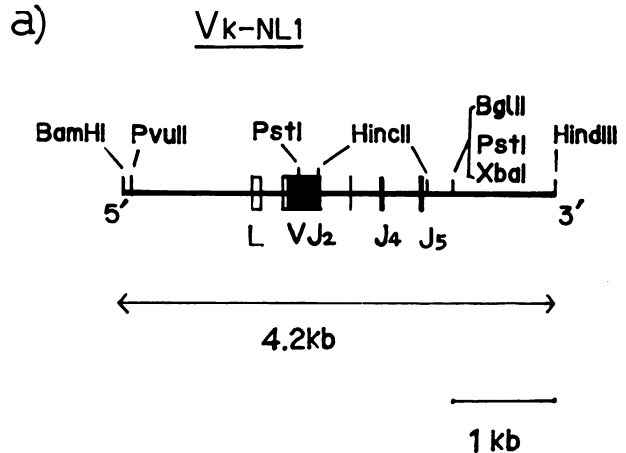 a)
Vk-NL1
BamHI PvuII PstI HincII BglII PstI XbaI HindIII
5' 3'
L VJ2 J4 J5
4.2kb
1 kb